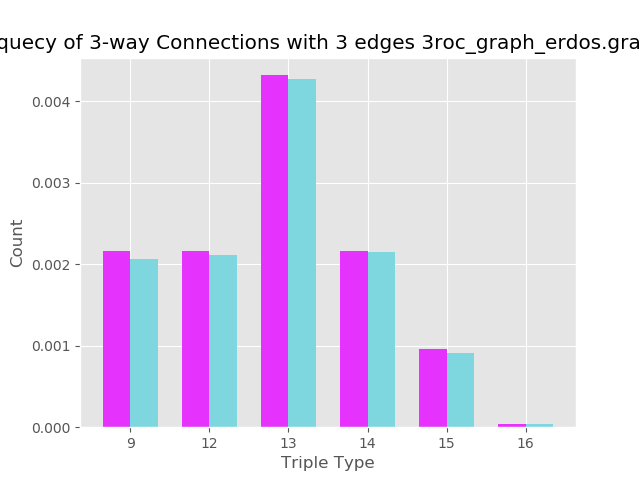 quecy of 3-way Connections with 3 edges 3roc_graph_erdos.gra
0.004
0.003
0.002
0.001
0.000
Count
9 12 13 14 15 16
Triple Type